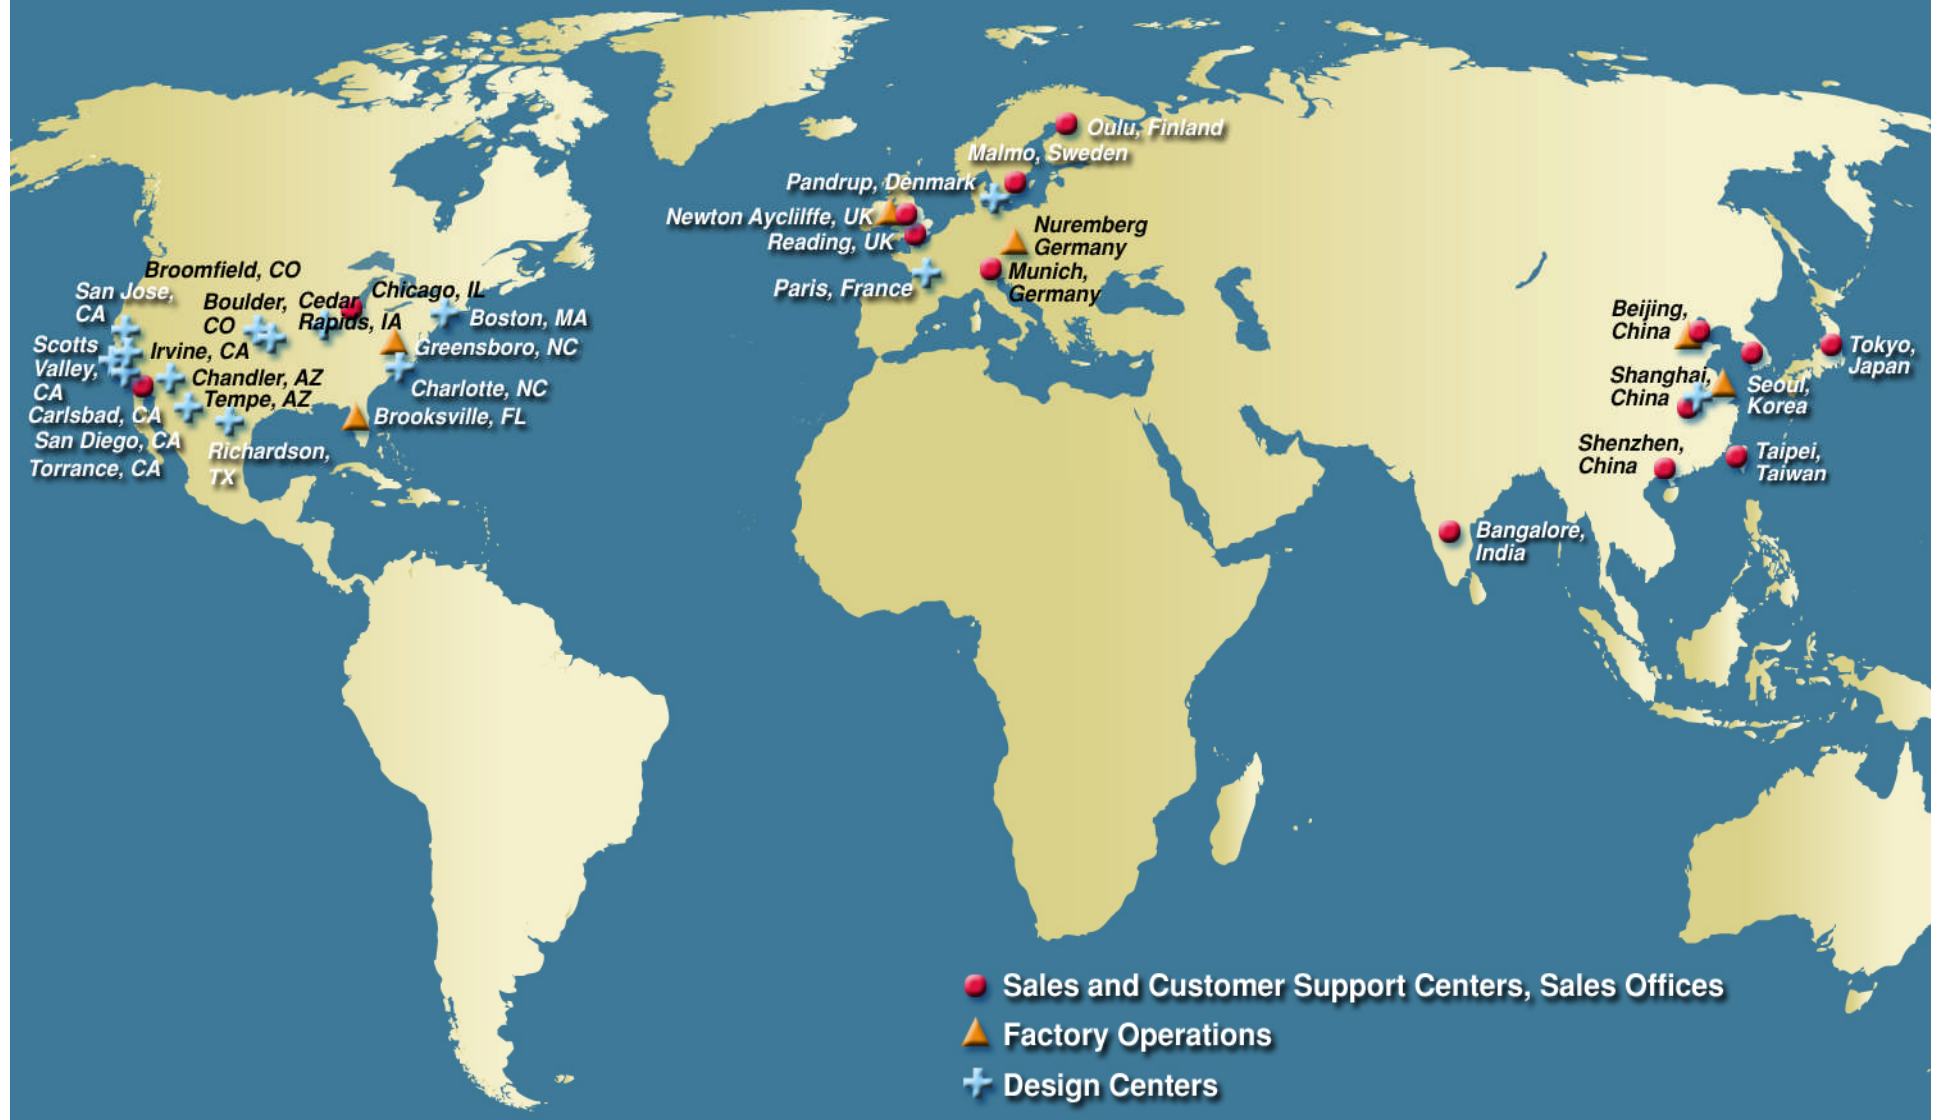 Oulu, Finland
Malmo, Sweden
Pandrup, Denmark
Newton Ayclilffe, UK
Reading, UK
Nuremberg
Germany
Munich,
Germany
Paris, France
Broomfield, CO
San Jose,
CA
Boulder,
CO
Cedar
Rapids, IA
Chicago, IL
Boston, MA
Scotts
Valley,
CA
Irvine, CA
Greensboro, NC
Chandler, AZ
Tempe, AZ
Charlotte, NC
Carlsbad, CA
Brooksville, FL
San Diego, CA
Torrance, CA
Richardson,
TX
Beijing,
China
Tokyo,
Japan
Shanghai,
China
Seoul,
Korea
Shenzhen,
China
Taipei,
Taiwan
Bangalore,
India
Sales and Customer Support Centers, Sales Offices
Factory Operations
Design Centers